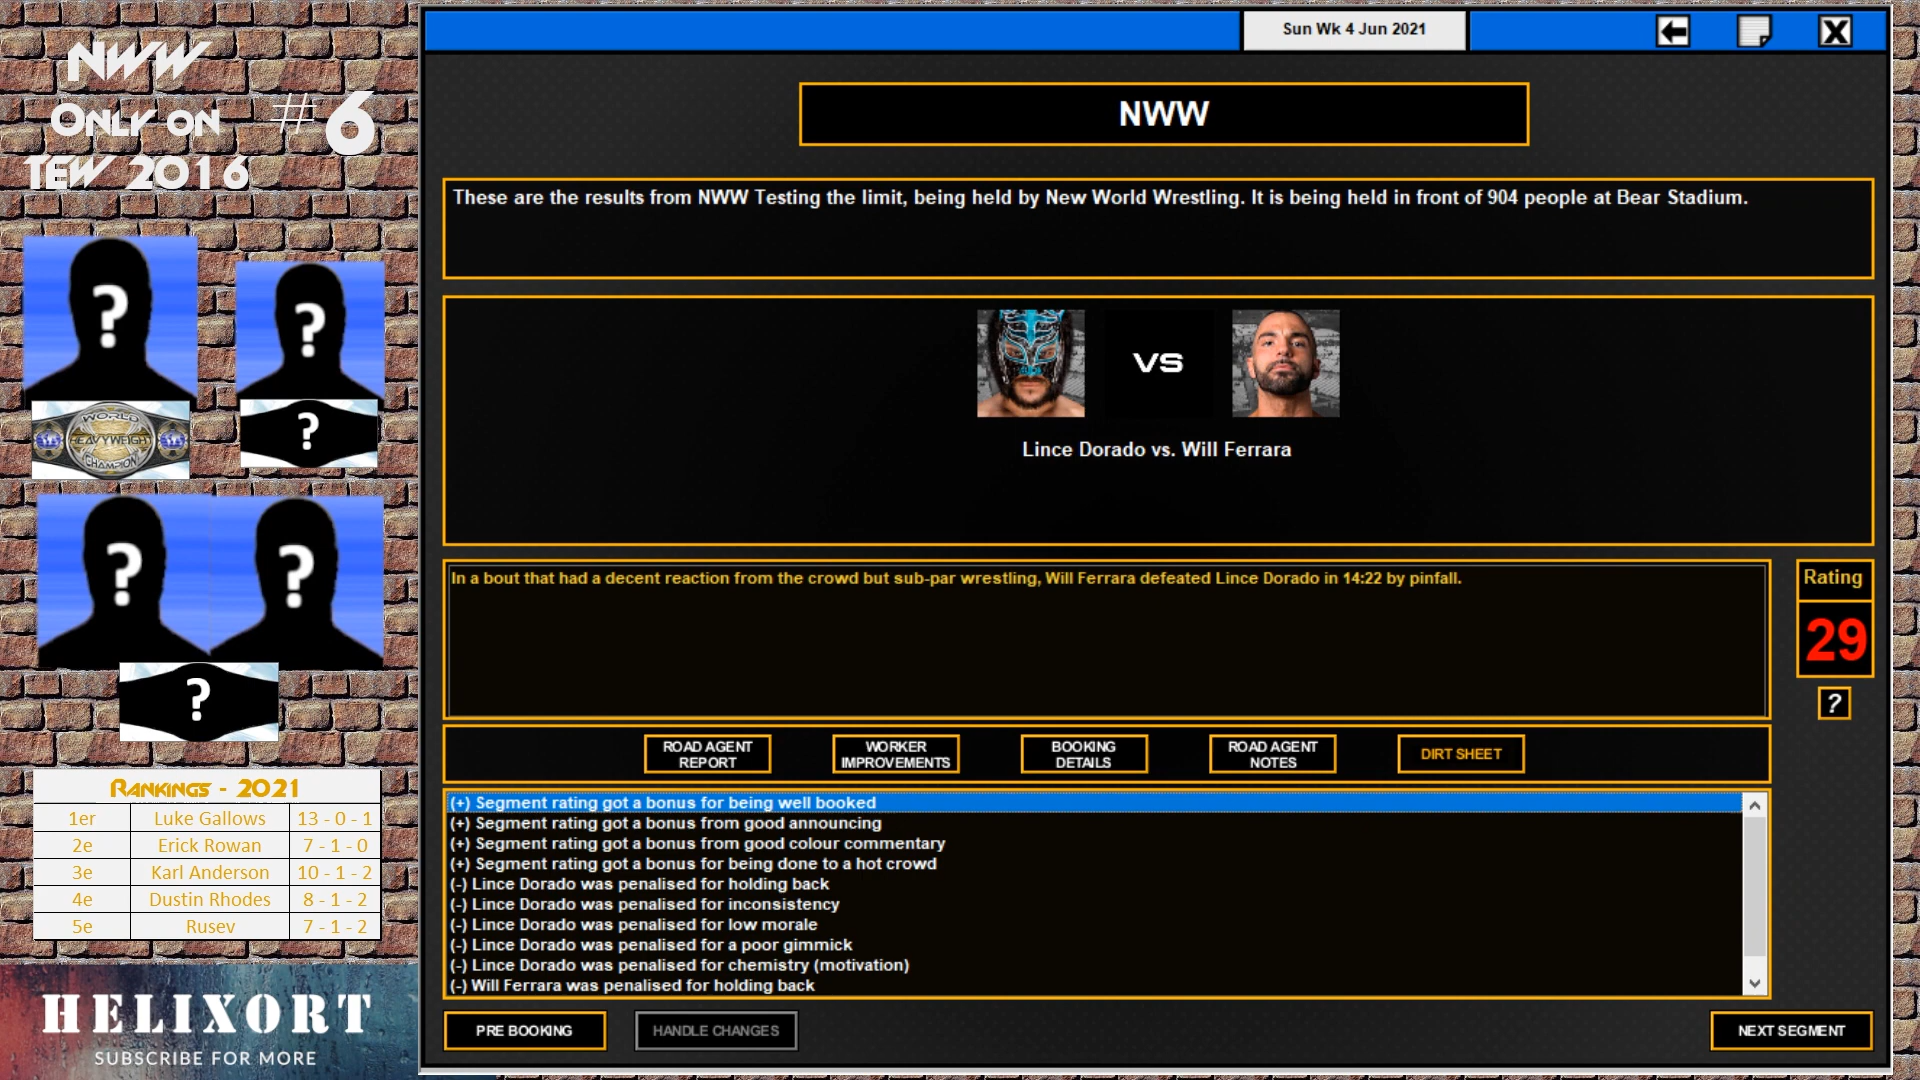 NWW
Only on
TEW 2016
#6
?
?
WORLD
HEAVYWEIGHT
CHAMPION
?
?
?
?
Rankings - 2021
1er Luke Gallows 13 - 0 - 1
2e Erick Rowan 7 - 1 - 0
3e Karl Anderson 10 - 1 - 2
4e Dustin Rhodes 8 - 1 - 2
5e Rusev 7 - 1 - 2
HELIXORT
SUBSCRIBE FOR MORE
Sun Wk 4 Jun 2021
X
NWW
These are the results from NWW Testing the limit, being held by New World Wrestling. It is being held in front of 904 people at Bear Stadium.
VS
Lince Dorado vs. Will Ferrara
In a bout that had a decent reaction from the crowd but sub-par wrestling, Will Ferrara defeated Lince Dorado in 14:22 by pinfall.
Rating
29
?
ROAD AGENT
REPORT
WORKER
IMPROVEMENTS
BOOKING
DETAILS
ROAD AGENT
NOTES
DIRT SHEET
(+) Segment rating got a bonus for being well booked
(+) Segment rating got a bonus from good announcing
(+) Segment rating got a bonus from good colour commentary
(+) Segment rating got a bonus for being done to a hot crowd
(-) Lince Dorado was penalised for holding back
(-) Lince Dorado was penalised for inconsistency
(-) Lince Dorado was penalised for low morale
(-) Lince Dorado was penalised for a poor gimmick
(-) Lince Dorado was penalised for chemistry (motivation)
(-) Will Ferrara was penalised for holding back
PRE BOOKING
HANDLE CHANGES
NEXT SEGMENT